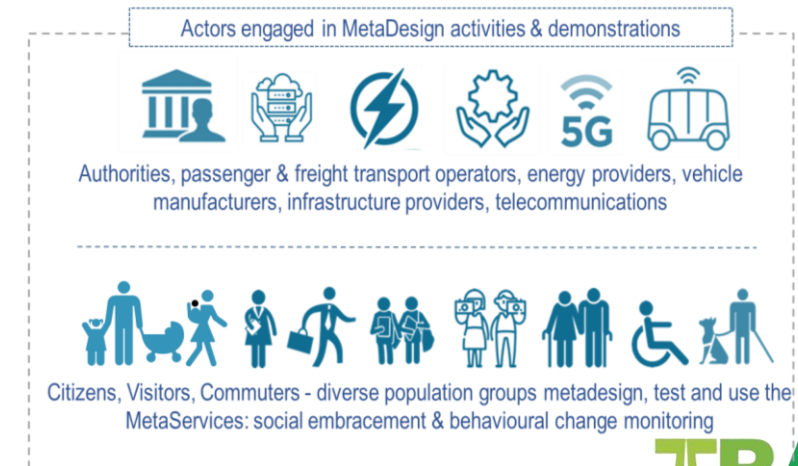 Actors engaged in MetaDesign activities & demonstrations
5G
Authorities, passenger & freight transport operators, energy providers, vehicle
manufacturers, infrastructure providers, telecommunications
Citizens, Visitors, Commuters - diverse population groups metadesign, test and use the
MetaServices: social embracement & behavioural change monitoring